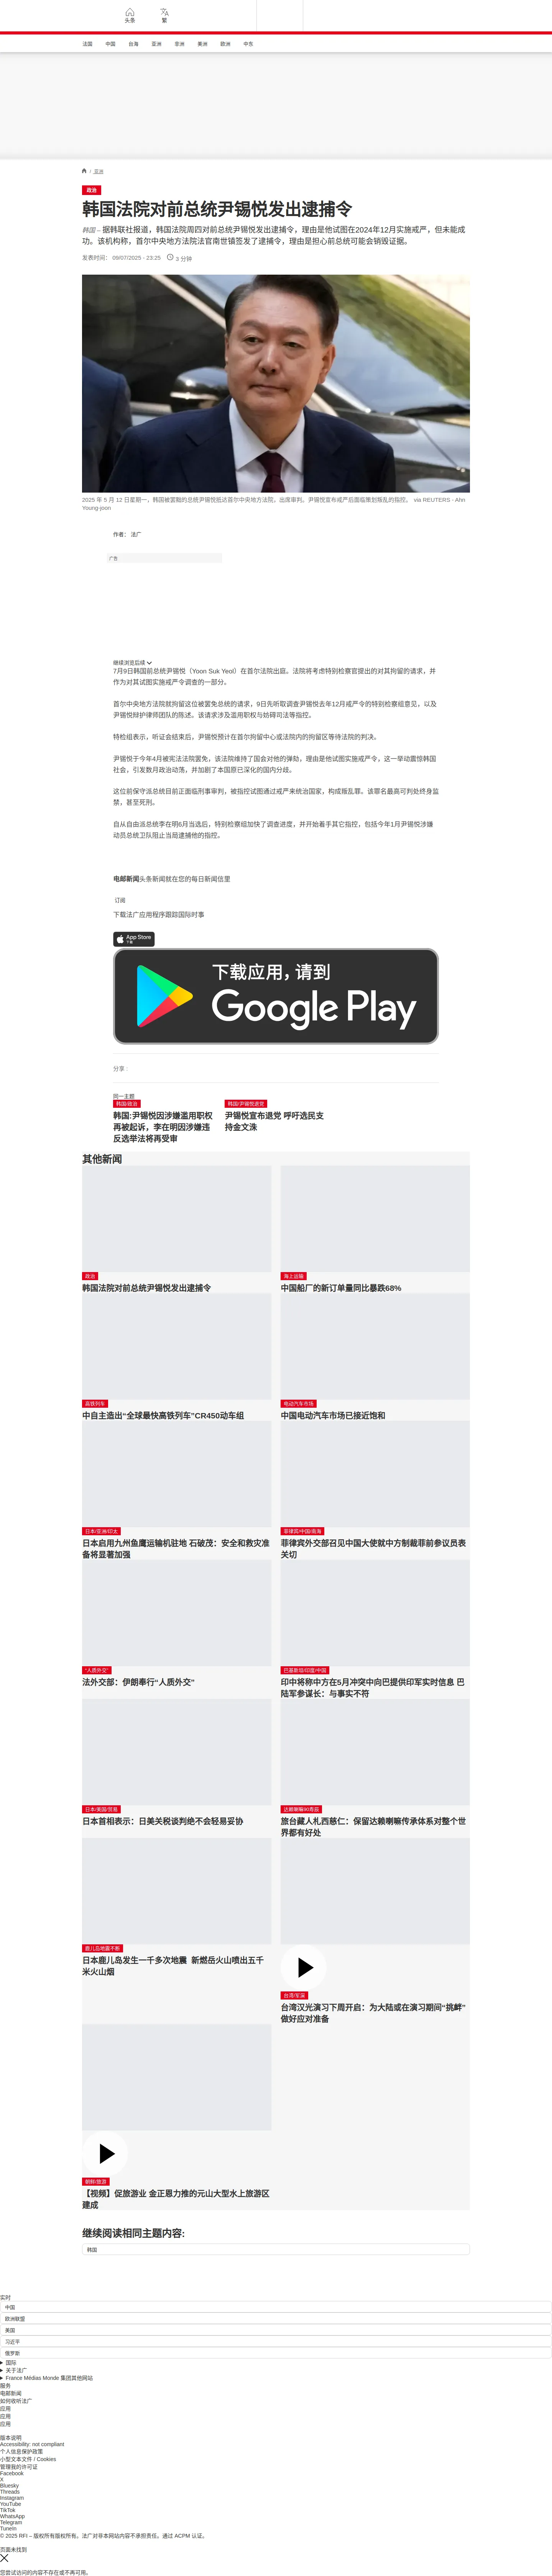 头条
繁
法国
中国
台海
亚洲
非洲
美洲
欧洲
中东
亚洲
政治
韩国法院对前总统尹锡悦发出逮捕令
韩国 – 据韩联社报道，韩国法院周四对前总统尹锡悦发出逮捕令，理由是他试图在2024年12月实施戒严，但未能成
功。该机构称，首尔中央地方法院法官南世镇签发了逮捕令，理由是担心前总统可能会销毁证据。
发表时间： 09/07/2025 - 23:25
3 分钟
2025 年 5 月 12 日星期一，韩国被罢黜的总统尹锡悦抵达首尔中央地方法院，出席审判。尹锡悦宣布戒严后面临策划叛乱的指控。 via REUTERS - Ahn
Young-joon
作者： 法广
广告
继续浏览后续
7月9日韩国前总统尹锡悦（Yoon Suk Yeol）在首尔法院出庭。法院将考虑特别检察官提出的对其拘留的请求，并
作为对其试图实施戒严令调查的一部分。
首尔中央地方法院就拘留这位被罢免总统的请求，9日先听取调查尹锡悦去年12月戒严令的特别检察组意见，以及
尹锡悦辩护律师团队的陈述。该请求涉及滥用职权与妨碍司法等指控。
特检组表示，听证会结束后，尹锡悦预计在首尔拘留中心或法院内的拘留区等待法院的判决。
尹锡悦于今年4月被宪法法院罢免，该法院维持了国会对他的弹劾，理由是他试图实施戒严令，这一举动震惊韩国
社会，引发数月政治动荡，并加剧了本国原已深化的国内分歧。
这位前保守派总统目前正面临刑事审判，被指控试图通过戒严来统治国家，构成叛乱罪。该罪名最高可判处终身监
禁，甚至死刑。
自从自由派总统李在明6月当选后，特别检察组加快了调查进度，并开始着手其它指控，包括今年1月尹锡悦涉嫌
动员总统卫队阻止当局逮捕他的指控。
电邮新闻头条新闻就在您的每日新闻信里
订阅
下载法广应用程序跟踪国际时事
App Store
下载
下载应用，请到
Google Play
分享 :
同一主题
韩国/政治
韩国:尹锡悦因涉嫌滥用职权
再被起诉，李在明因涉嫌违
反选举法将再受审
韩国/尹锡悦退党
尹锡悦宣布退党 呼吁选民支
持金文洙
其他新闻
政治
韩国法院对前总统尹锡悦发出逮捕令
海上运输
中国船厂的新订单量同比暴跌68%
高铁列车
中自主造出“全球最快高铁列车”CR450动车组
电动汽车市场
中国电动汽车市场已接近饱和
日本/亚洲/印太
日本启用九州鱼鹰运输机驻地 石破茂：安全和救灾准
备将显著加强
菲律宾/中国/南海
菲律宾外交部召见中国大使就中方制裁菲前参议员表
关切
“人质外交”
法外交部：伊朗奉行“人质外交”
巴基斯坦/印度/中国
印中将称中方在5月冲突中向巴提供印军实时信息 巴
陆军参谋长：与事实不符
日本/美国/贸易
日本首相表示：日美关税谈判绝不会轻易妥协
达赖喇嘛90寿辰
旅台藏人札西慈仁：保留达赖喇嘛传承体系对整个世
界都有好处
鹿儿岛地震不断
日本鹿儿岛发生一千多次地震 新燃岳火山喷出五千
米火山烟
台湾/军演
台湾汉光演习下周开启：为大陆或在演习期间“挑衅”
做好应对准备
朝鲜/旅游
【视频】促旅游业 金正恩力推的元山大型水上旅游区
建成
继续阅读相同主题内容:
韩国
实时
中国
欧洲联盟
美国
习近平
俄罗斯
国际
关于法广
France Médias Monde 集团其他网站
服务
电邮新闻
如何收听法广
应用
应用
应用
版本说明
Accessibility: not compliant
个人信息保护政策
小型文本文件 / Cookies
管理我的许可证
Facebook
X
Bluesky
Threads
Instagram
YouTube
TikTok
WhatsApp
Telegram
TuneIn
© 2025 RFI – 版权所有版权所有。法广对非本网站内容不承担责任。通过 ACPM 认证。
页面未找到
您尝试访问的内容不存在或不再可用。